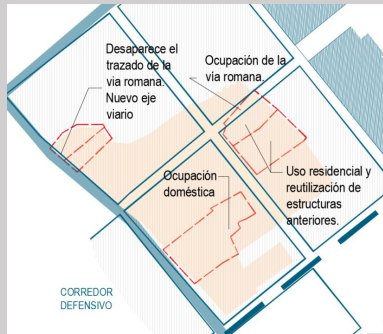 Desaparece el
trazado de la
via romana.
Nuevo eje
viario
Ocupación de la
vía romana.
Ocupación
doméstica
Uso residencial y
reutilización de
estructuras
anteriores.
CORREDOR
DEFENSIVO